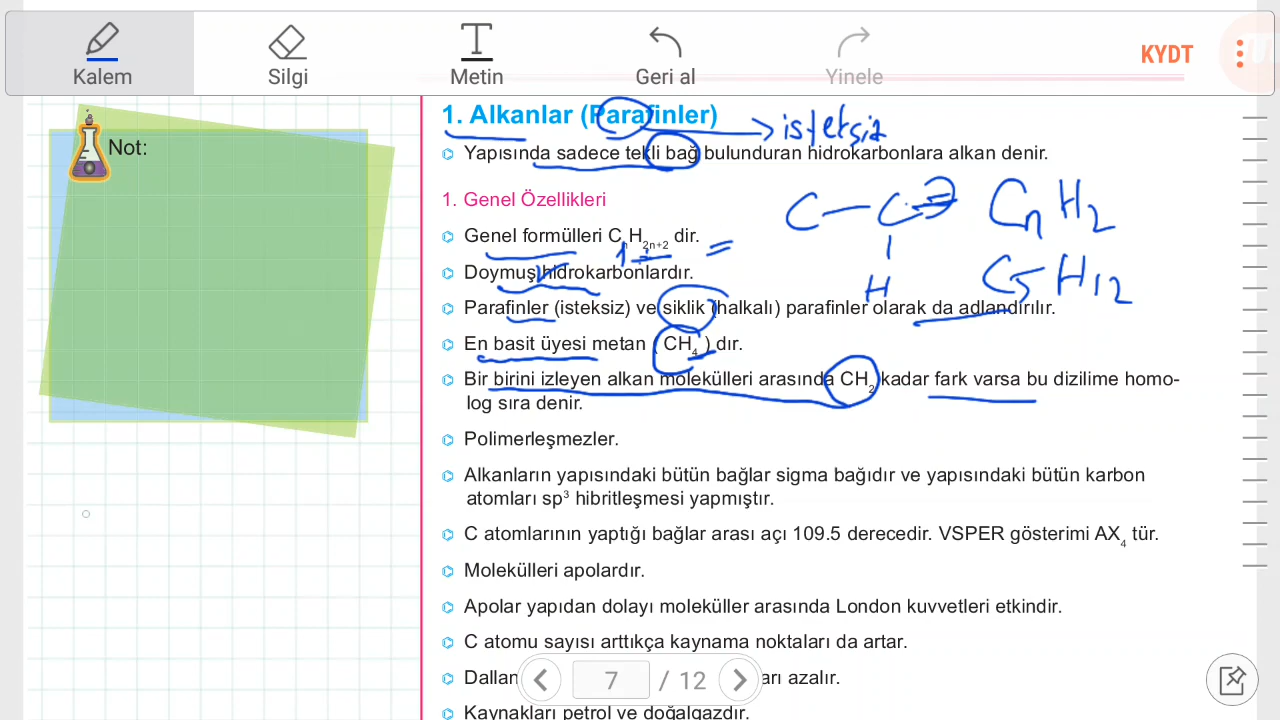 Kalem Silgi Metin Geri al Yinele KYDT
Not:
1. Alkanlar (Parafinler)
isteksiz
Yapısında sadece tekli bağ bulunduran hidrokarbonlara alkan denir.
1. Genel Özellikleri
C – C
H
CnH2
C5H12
Genel formülleri CnH2n+2 dir. =
Doymuş hidrokarbonlardır.
Parafinler (isteksiz) ve siklik (halkalı) parafinler olarak da adlandırılır.
En basit üyesi metan (CH4) dır.
Bir birini izleyen alkan molekülleri arasında CH2 kadar fark varsa bu dizilime homo-
log sıra denir.
Polimerleşmezler.
Alkanların yapısındaki bütün bağlar sigma bağıdır ve yapısındaki bütün karbon
atomları sp3 hibritleşmesi yapmıştır.
C atomlarının yaptığı bağlar arası açı 109.5 derecedir. VSPER gösterimi AX4 tür.
Molekülleri apolardır.
Apolar yapıdan dolayı moleküller arasında London kuvvetleri etkindir.
C atomu sayısı arttıkça kaynama noktaları da artar.
azalır.
7 / 12
Kaynakları petrol ve doğalgazdır.